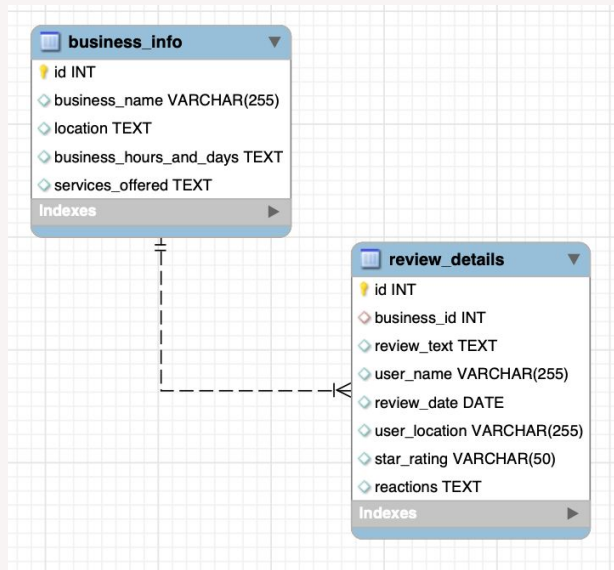 business_info
id INT
business_name VARCHAR(255)
location TEXT
business_hours_and_days TEXT
services_offered TEXT
Indexes
review_details
id INT
business_id INT
review_text TEXT
user_name VARCHAR(255)
review_date DATE
user_location VARCHAR(255)
star_rating VARCHAR(50)
reactions TEXT
Indexes